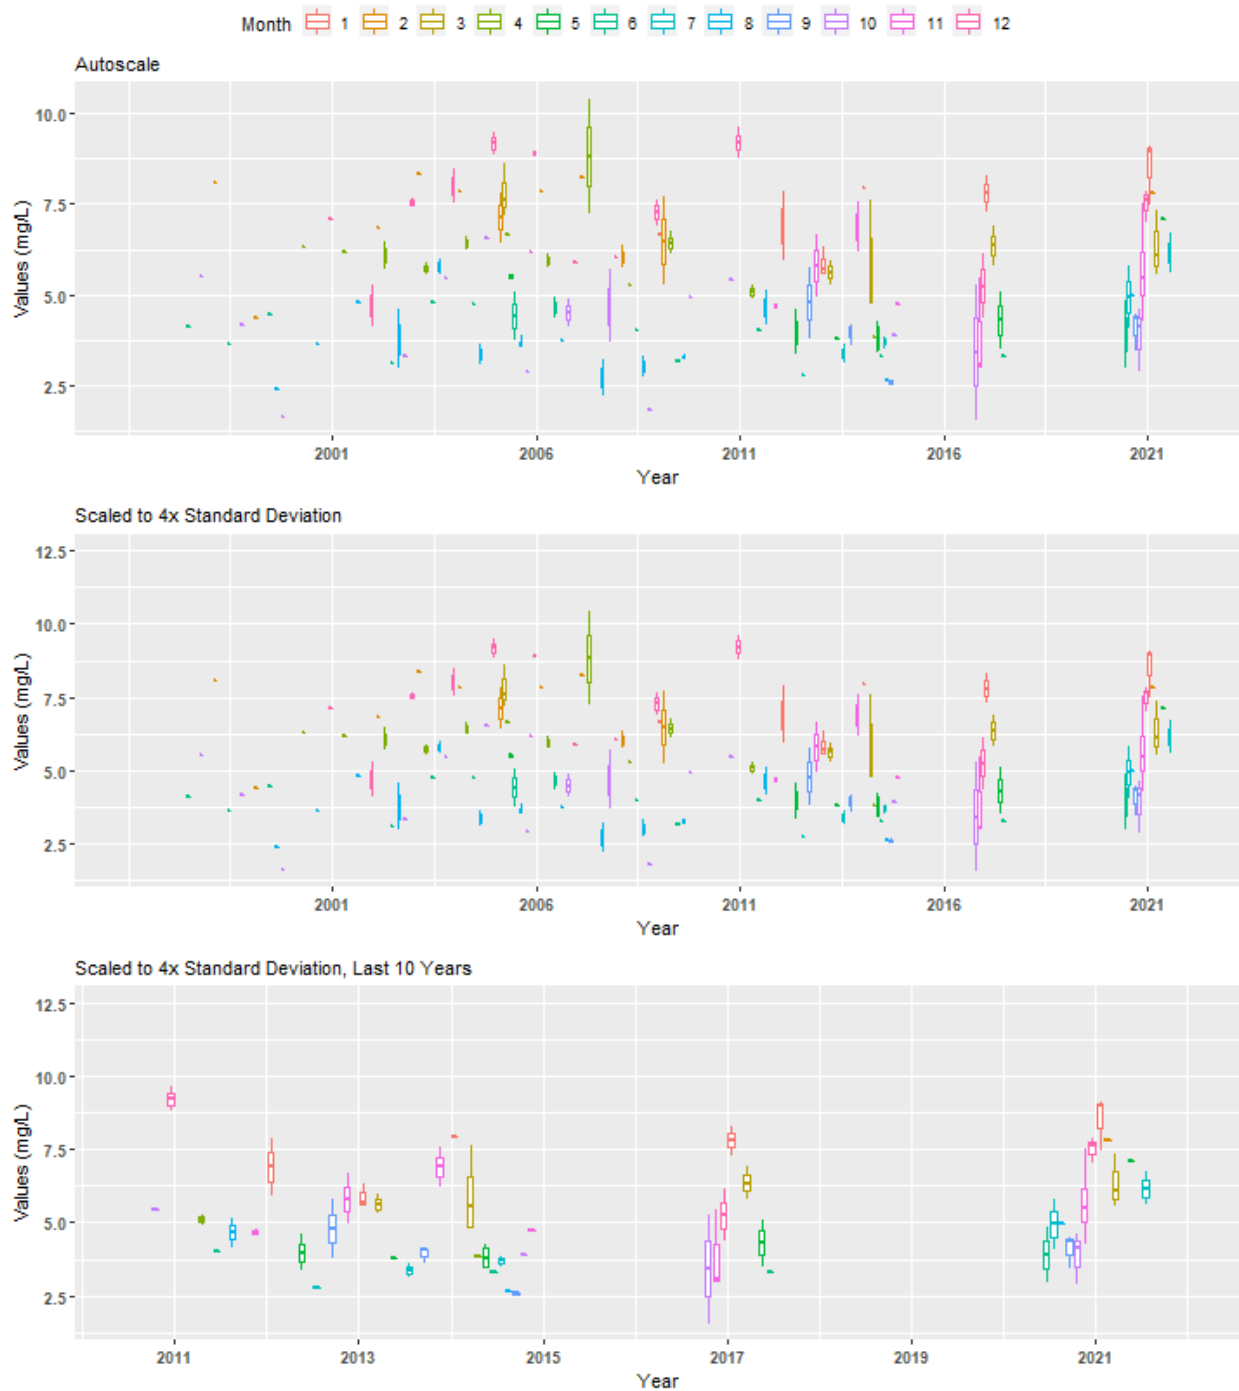 Month 1 2 3 4 5 6 7 8 9 10 11 12
Autoscale
10.0
7.5
5.0
2.5
Values (mg/L)
2001 2006 2011 2016 2021
Year
Scaled to 4x Standard Deviation
12.5
10.0
7.5
5.0
2.5
Values (mg/L)
2001 2006 2011 2016 2021
Year
Scaled to 4x Standard Deviation, Last 10 Years
12.5
10.0
7.5
5.0
2.5
Values (mg/L)
2011 2013 2015 2017 2019 2021
Year